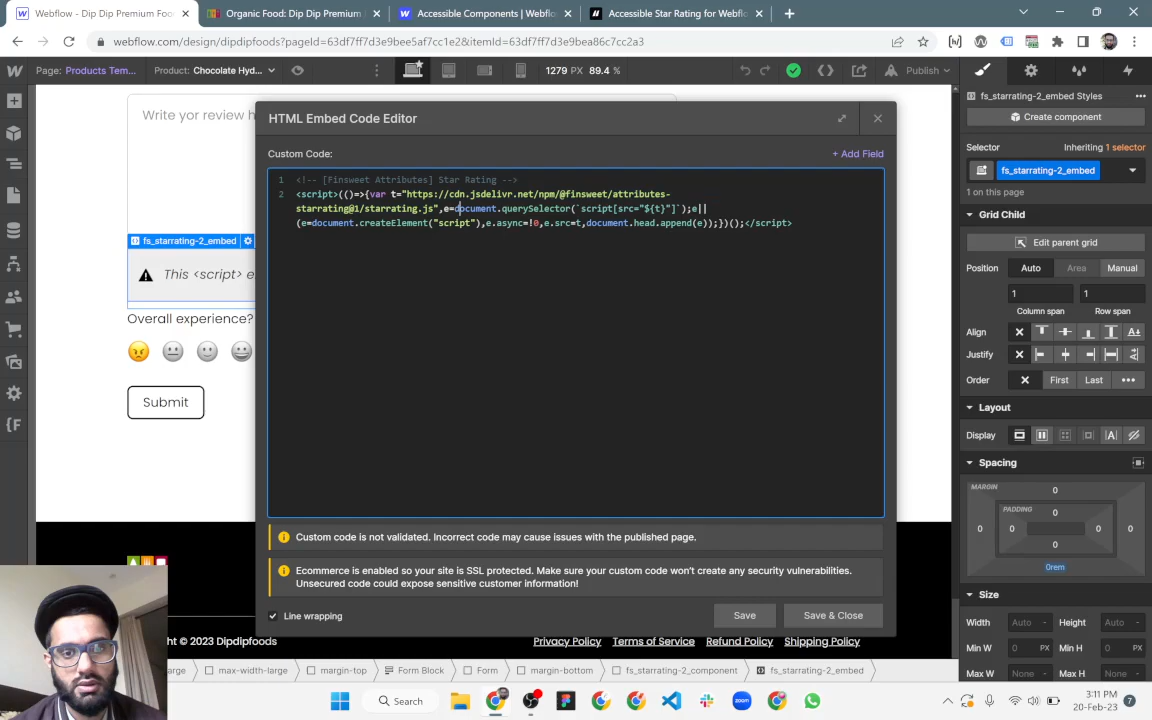 Webflow - Dip Dip Premium Foo
Organic Food: Dip Dip Premium
Accessible Components | Webflow
Accessible Star Rating for Webflow
webflow.com/design/dipdipfoods?pageId=63df7ff7d3e9bee5af7cc1e2&itemId=63df7ff7d3e9bea86c7cc2a3
Page: Products Tem...
Product: Chocolate Hyd...
1279 PX 89.4 %
Publish
Write yor review h
fs_starrating-2_embed
This <script> e
Overall experience?
Submit
HTML Embed Code Editor
Custom Code:
+ Add Field
1 <!-- [Finsweet Attributes] Star Rating -->
2 <script>(()=>{var t="https://cdn.jsdelivr.net/npm/@finsweet/attributes-
starrating@1/starrating.js",e=document.querySelector(`script[src="${t}"]`);e||
(e=document.createElement("script"),e.async=!0,e.src=t,document.head.append(e));})();</script>
Custom code is not validated. Incorrect code may cause issues with the published page.
Ecommerce is enabled so your site is SSL protected. Make sure your custom code won't create any security vulnerabilities.
Unsecured code could expose sensitive customer information!
Line wrapping
Save
Save & Close
ht © 2023 Dipdipfoods
Privacy Policy Terms of Service Refund Policy Shipping Policy
large max-width-large margin-top Form Block Form margin-bottom fs_starrating-2_component fs_starrating-2_embed
fs_starrating-2_embed Styles
Create component
Selector
Inheriting 1 selector
fs_starrating-2_embed
1 on this page
Grid Child
Edit parent grid
Position Auto Area Manual
1 1
Column span Row span
Align
Justify
Order First Last
Layout
Display
Spacing
MARGIN
0
PADDING
0
0 0 0 0
0
0rem
Size
Width Auto - Height Auto -
Min W 0 PX Min H 0 PX
Max W None Max H None
Search
zoom
3:11 PM
20-Feb-23
7